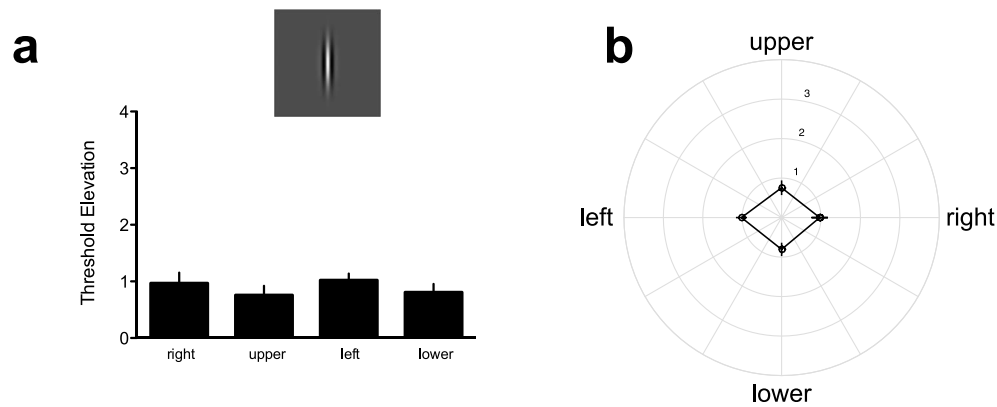 a
4
3
2
1
0
Threshold Elevation
right upper left lower
b
upper
3
2
1
left
right
lower